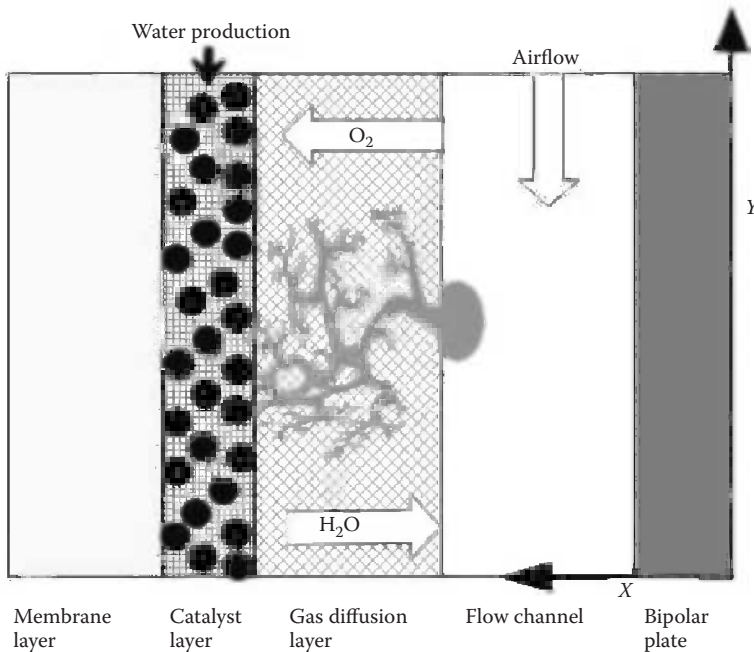 Water production
Airflow
O₂
Y
H₂O
X
Membrane layer
Catalyst layer
Gas diffusion layer
Flow channel
Bipolar plate